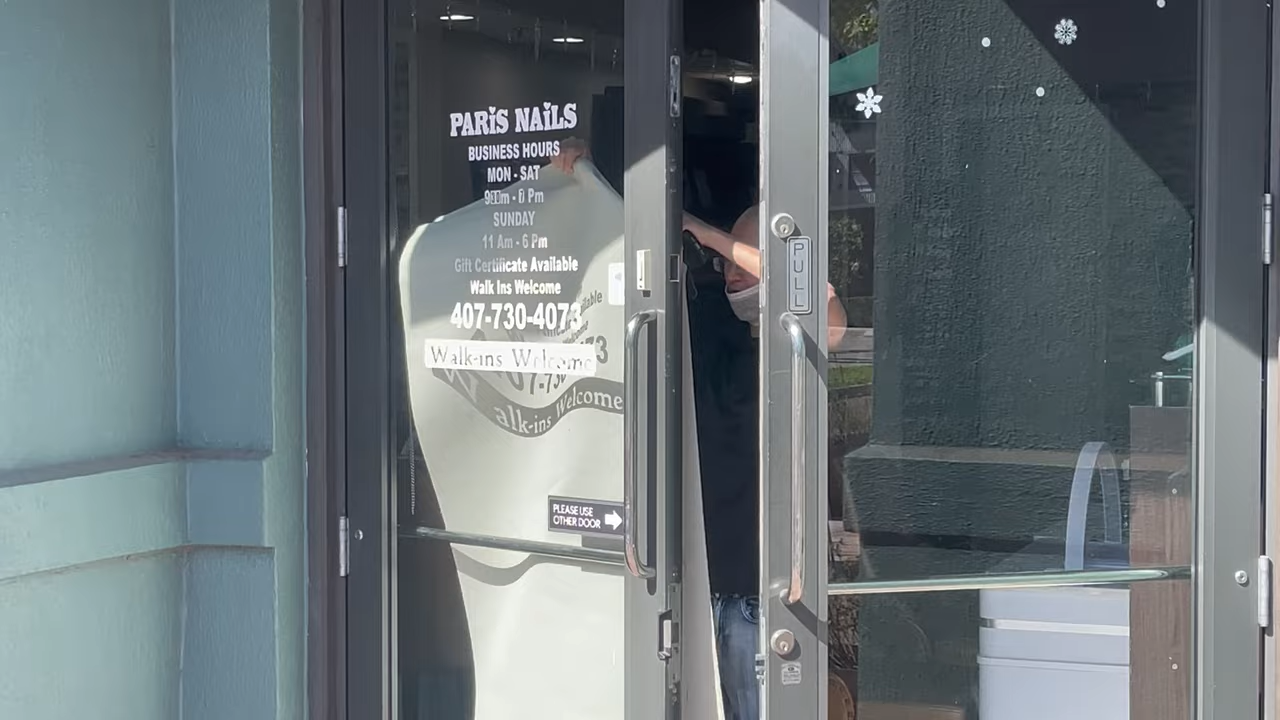 PARiS NAiLS
BUSINESS HOURS
MON - SAT
Pm
SUNDAY
11 Am - 6 Pm
Gift Certificate Available
Walk Ins Welcome
407-730-4073
Walk-ins Welcome
alk-ins Welcome
PLEASE USE
OTHER DOOR
PULL